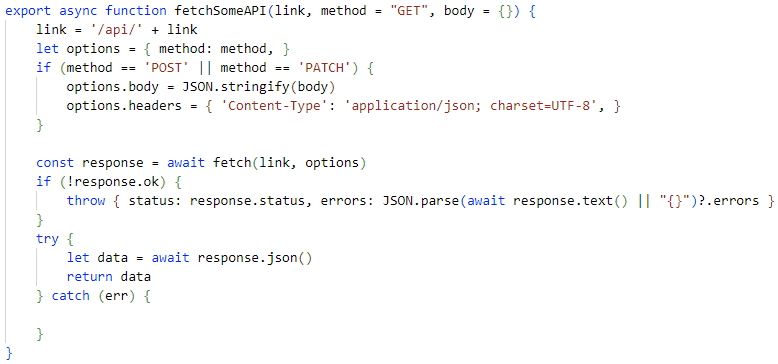 export async function fetchSomeAPI(link, method = "GET", body = {}) {
    link = '/api/' + link
    let options = { method: method, }
    if (method == 'POST' || method == 'PATCH') {
        options.body = JSON.stringify(body)
        options.headers = { 'Content-Type': 'application/json; charset=UTF-8', }
    }

    const response = await fetch(link, options)
    if (!response.ok) {
        throw { status: response.status, errors: JSON.parse(await response.text() || "{}")?.errors }
    }
    try {
        let data = await response.json()
        return data
    } catch (err) {

    }
}